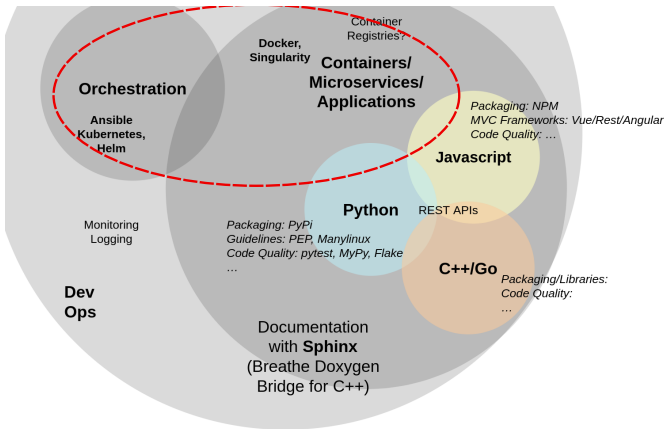 Container
Registries?
Docker,
Singularity
Containers/
Microservices/
Applications
Orchestration
Ansible
Kubernetes,
Helm
Packaging: NPM
MVC Frameworks: Vue/Rest/Angular
Code Quality: …
Javascript
Python
REST APIs
Monitoring
Logging
Packaging: PyPi
Guidelines: PEP, Manylinux
Code Quality: pytest, MyPy, Flake
…
C++/Go
Packaging/Libraries:
Code Quality:
…
Dev
Ops
Documentation
with Sphinx
(Breathe Doxygen
Bridge for C++)